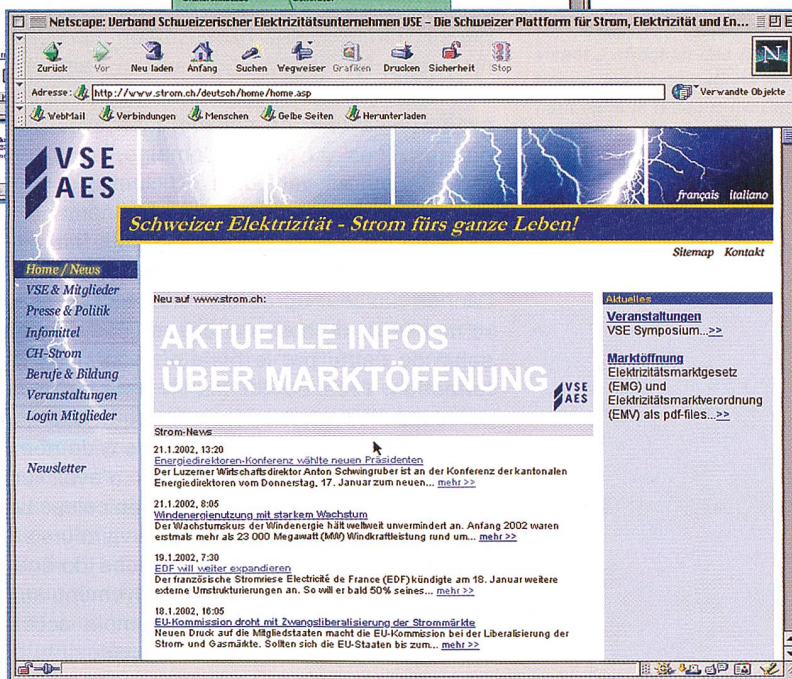 Netscape: Verband Schweizerischer Elektrizitätsunternehmen VSE – Die Schweizer Plattform für Strom, Elektrizität und En...
Zurück Vor Neu laden Anfang Suchen Wegweiser Grafiken Drucken Sicherheit Stop
N
Adresse: http://www.strom.ch/deutsch/home/home.asp Verwandte Objekte
WebMail Verbindungen Menschen Gelbe Seiten Herunterladen
VSE
AES
français italiano
Schweizer Elektrizität - Strom fürs ganze Leben!
Sitemap Kontakt
Home / News
VSE & Mitglieder
Presse & Politik
Infomittel
CH-Strom
Berufe & Bildung
Veranstaltungen
Login Mitglieder
Newsletter
Neu auf www.strom.ch:
AKTUELLE INFOS
ÜBER MARKTÖFFNUNG
VSE
AES
Strom-News
21.1.2002, 13:20
Energiedirektoren-Konferenz wählte neuen Präsidenten
Der Luzerner Wirtschaftsdirektor Anton Schwingruber ist an der Konferenz der kantonalen
Energiedirektoren vom Donnerstag, 17. Januar zum neuen... mehr >>
21.1.2002, 8:05
Windenergienutzung mit starkem Wachstum
Der Wachstumskurs der Windenergie hält weltweit unvermindert an. Anfang 2002 waren
erstmals mehr als 23 000 Megawatt (MW) Windkraftleistung rund um... mehr >>
19.1.2002, 7:30
EDF will weiter expandieren
Der französische Stromriese Electricité de France (EDF) kündigte am 18. Januar weitere
externe Umstrukturierungen an. So will er bald 50% seines... mehr >>
18.1.2002, 16:05
EU-Kommission droht mit Zwangsliberalisierung der Strommärkte
Neuen Druck auf die Mitgliedstaaten macht die EU-Kommission bei der Liberalisierung der
Strom- und Gasmärkte. Sollten sich die EU-Staaten bis zum... mehr >>
Aktuelles
Veranstaltungen
VSE Symposium...>>
Marktöffnung
Elektrizitätsmarktgesetz
(EMG) und
Elektrizitätsmarktverordnung
(EMV) als pdf-files...>>